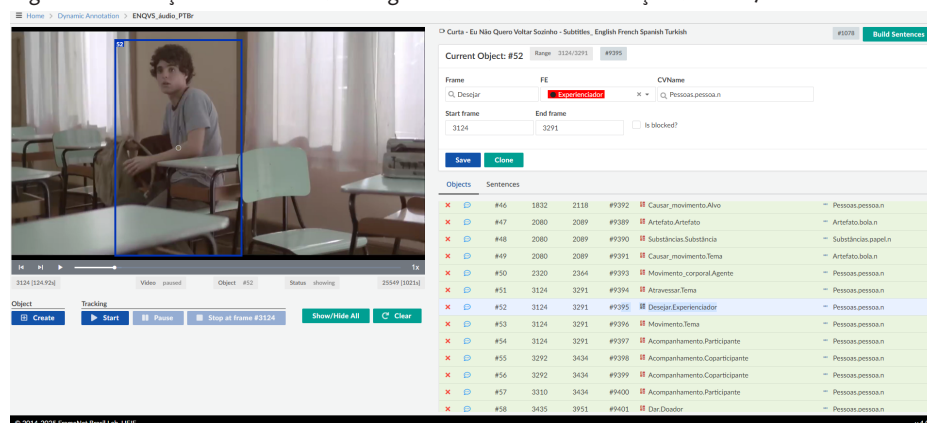 Home > Dynamic Annotation > ENQVS_áudio_PTBr
Curta - Eu Não Quero Voltar Sozinho - Subtitles_ English French Spanish Turkish
#1078
Build Sentences
52
Current Object: #52
Range 3124/3291
#9395
Frame FE CVName
Desejar Experienciador Pessoas.pessoa.n
Start frame End frame
3124 3291 Is blocked?
Save Clone
Objects Sentences
#46 1832 2118 #9392 Causar_movimento.Alvo Pessoas.pessoa.n
#47 2080 2089 #9389 Artefato.Artefato Artefato.bola.n
#48 2080 2089 #9390 Substâncias.Substância Substâncias.papel.n
#49 2080 2089 #9391 Causar_movimento.Tema Artefato.bola.n
#50 2320 2364 #9393 Movimento_corporal.Agente Pessoas.pessoa.n
#51 3124 3291 #9394 Atravessar.Tema Pessoas.pessoa.n
#52 3124 3291 #9395 Desejar.Experienciador Pessoas.pessoa.n
#53 3124 3291 #9396 Movimento.Tema Pessoas.pessoa.n
#54 3124 3291 #9397 Acompanhamento.Participante Pessoas.pessoa.n
#55 3292 3434 #9398 Acompanhamento.Coparticipante Pessoas.pessoa.n
#56 3292 3434 #9399 Acompanhamento.Coparticipante Pessoas.pessoa.n
#57 3310 3434 #9400 Acompanhamento.Participante Pessoas.pessoa.n
#58 3435 3951 #9401 Dar.Doador Pessoas.pessoa.n
1x
3124 [124.92s] Video paused Object #52 Status showing 25549 [1021s]
Object Tracking
Create Start Pause Stop at frame #3124 Show/Hide All Clear